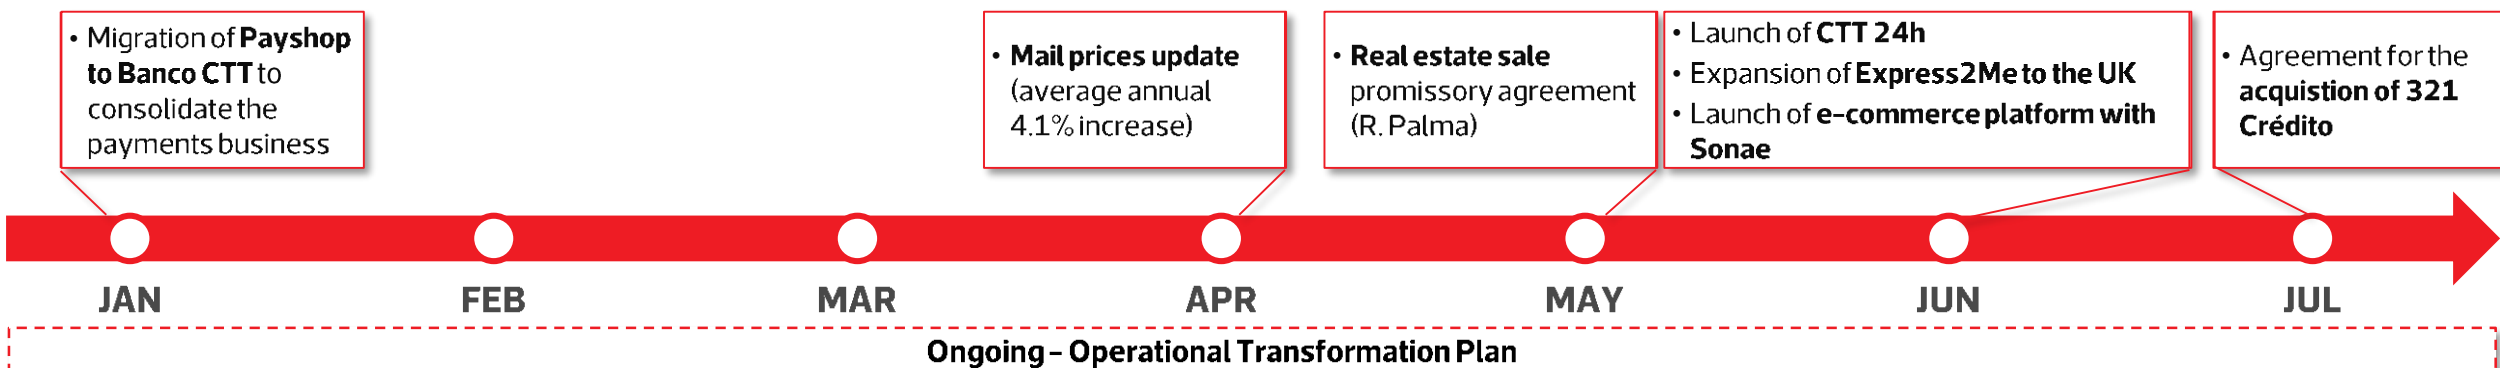 • Migration of Payshop
to Banco CTT to
consolidate the
payments business
• Mail prices update
(average annual
4.1% increase)
• Real estate sale
promissory agreement
(R. Palma)
• Launch of CTT 24h
• Expansion of Express2Me to the UK
• Launch of e-commerce platform with
Sonae
• Agreement for the
acquistion of 321
Crédito
JAN
FEB
MAR
APR
MAY
JUN
JUL
Ongoing – Operational Transformation Plan